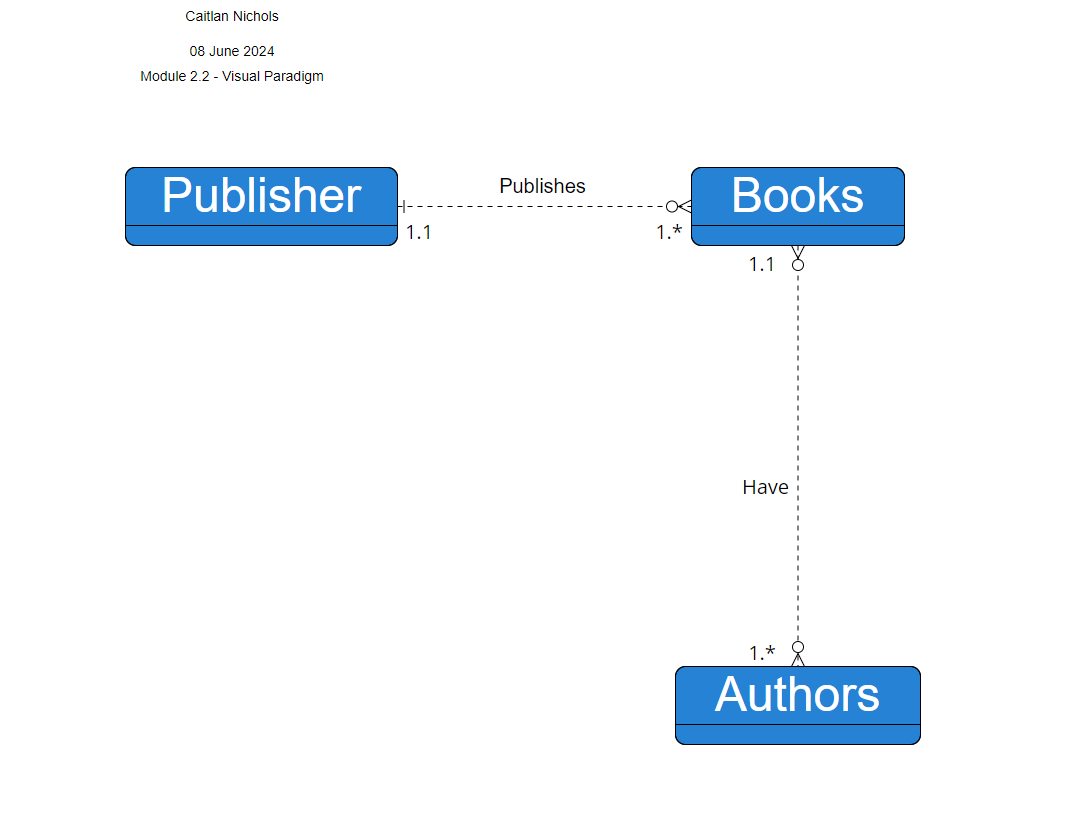 Caitlan Nichols
08 June 2024
Module 2.2 - Visual Paradigm
Publisher
Publishes
Books
1.1
1.*
1.1
Have
1.*
Authors